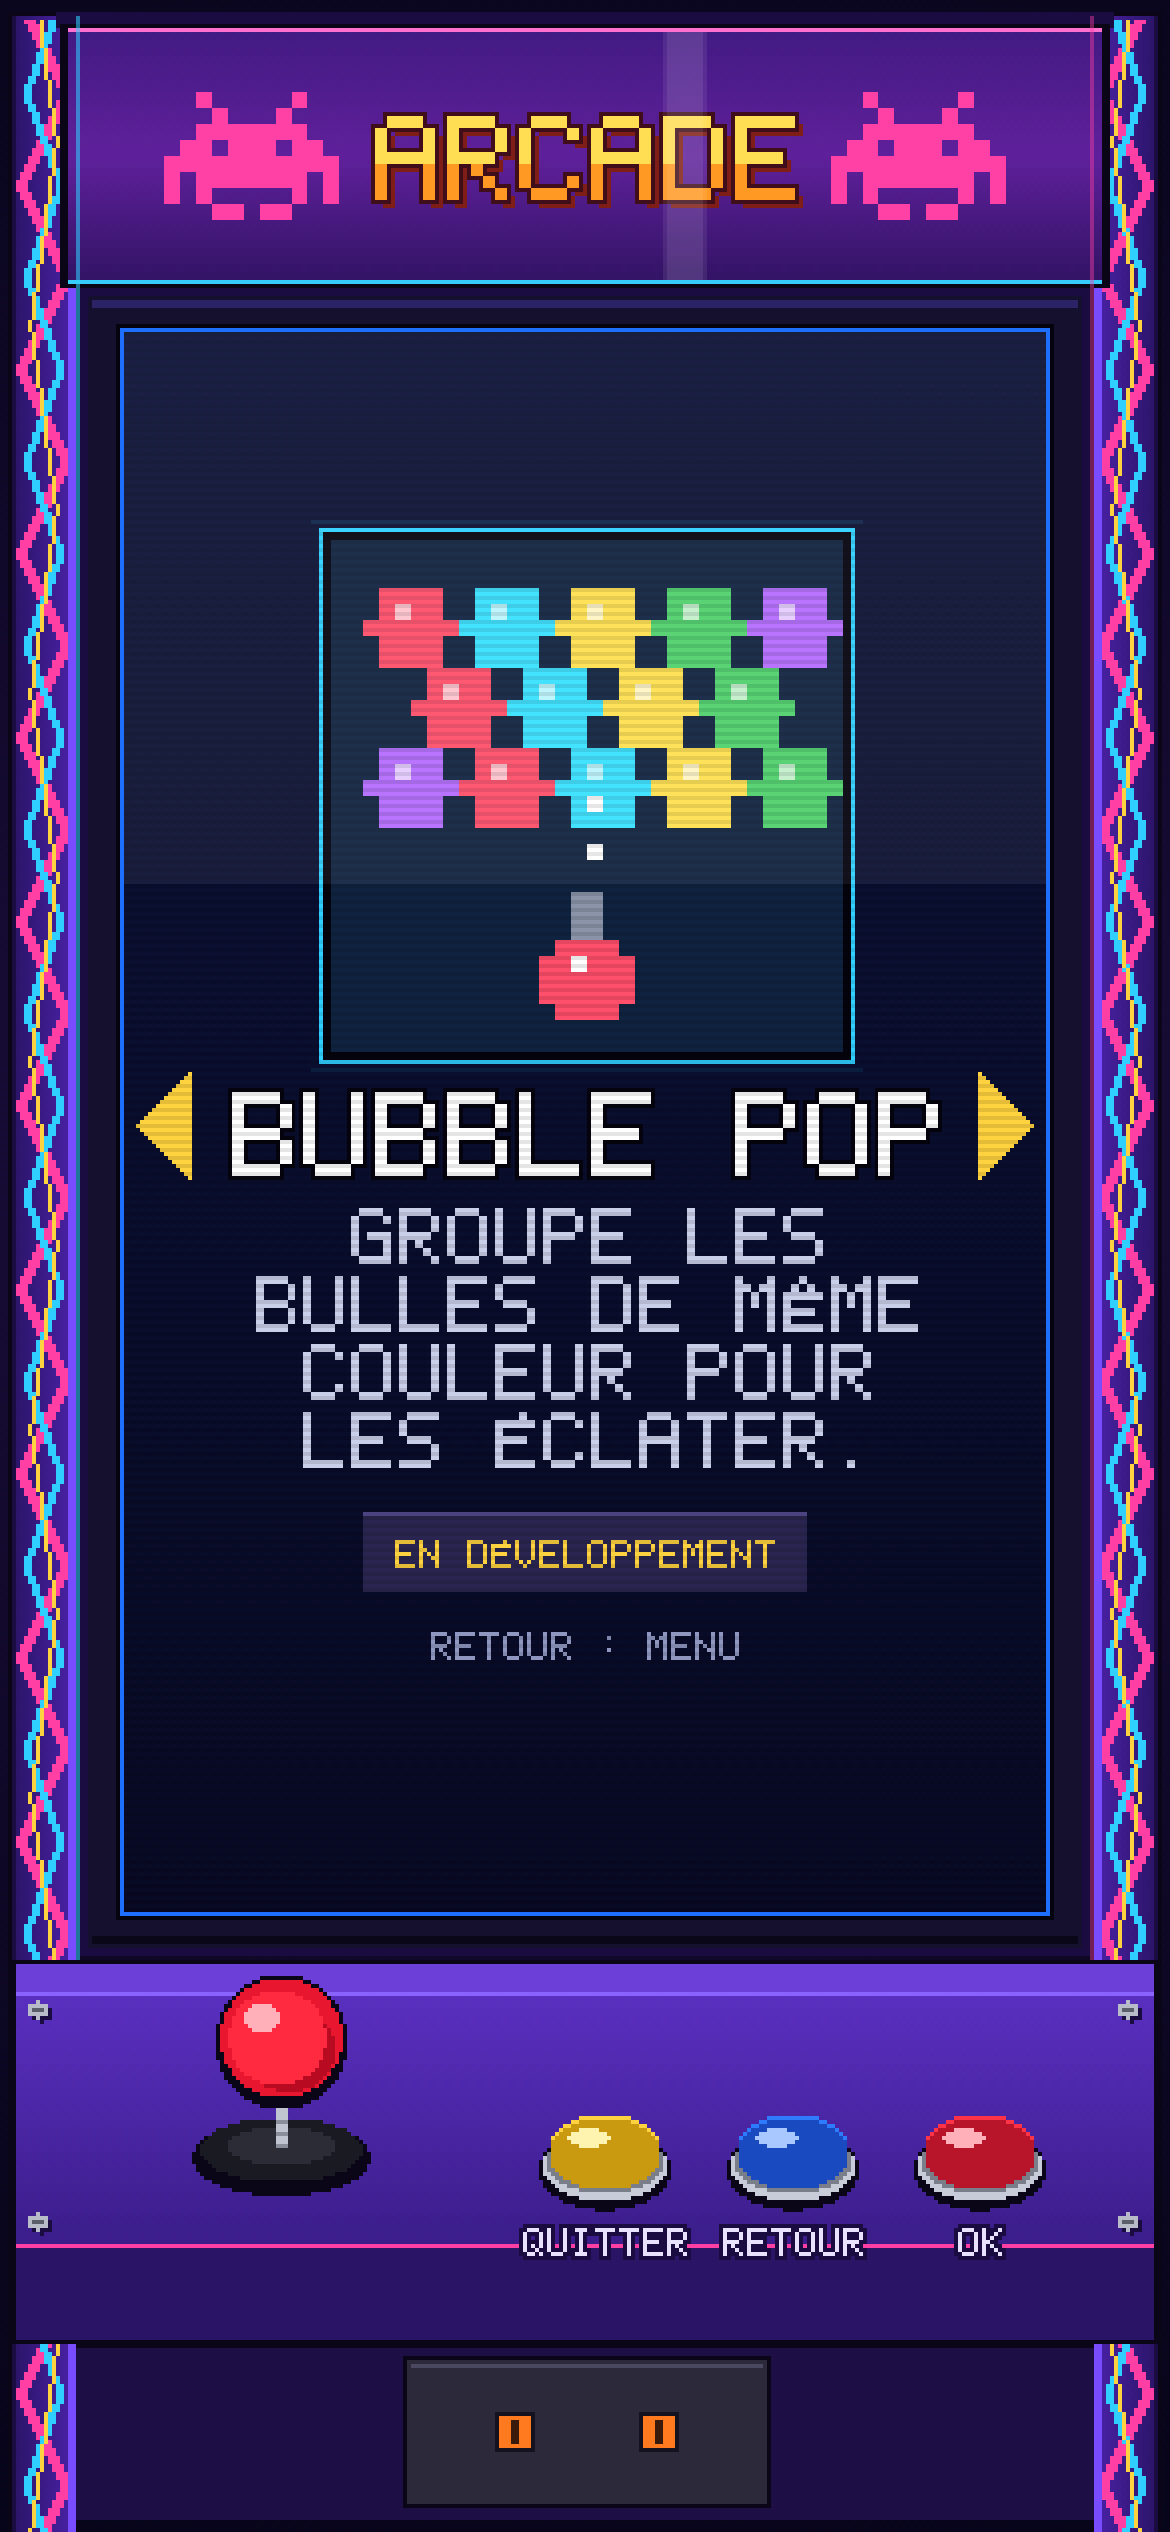 ARCADE
BUBBLE POP
GROUPE LES
BULLES DE MêME
COULEUR POUR
LES ÉCLATER.
EN DéVELOPPEMENT
RETOUR : MENU
QUITTER RETOUR OK